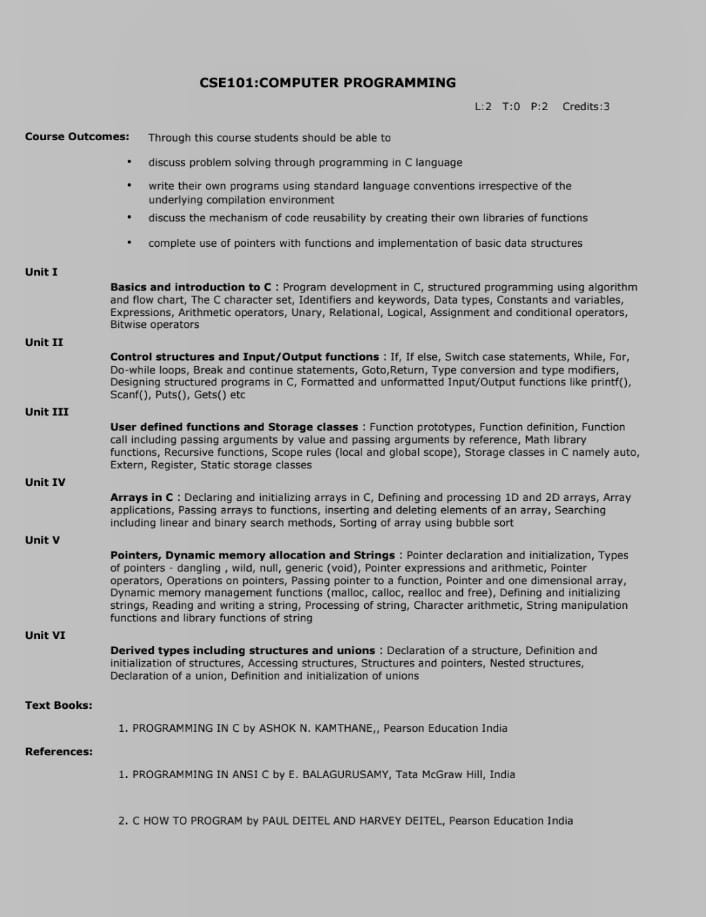 CSE101:COMPUTER PROGRAMMING
L:2 T:0 P:2 Credits:3
Course Outcomes: Through this course students should be able to
• discuss problem solving through programming in C language
• write their own programs using standard language conventions irrespective of the
underlying compilation environment
• discuss the mechanism of code reusability by creating their own libraries of functions
• complete use of pointers with functions and implementation of basic data structures
Unit I
Basics and introduction to C : Program development in C, structured programming using algorithm
and flow chart, The C character set, Identifiers and keywords, Data types, Constants and variables,
Expressions, Arithmetic operators, Unary, Relational, Logical, Assignment and conditional operators,
Bitwise operators
Unit II
Control structures and Input/Output functions : If, If else, Switch case statements, While, For,
Do-while loops, Break and continue statements, Goto,Return, Type conversion and type modifiers,
Designing structured programs in C, Formatted and unformatted Input/Output functions like printf(),
Scanf(), Puts(), Gets() etc
Unit III
User defined functions and Storage classes : Function prototypes, Function definition, Function
call including passing arguments by value and passing arguments by reference, Math library
functions, Recursive functions, Scope rules (local and global scope), Storage classes in C namely auto,
Extern, Register, Static storage classes
Unit IV
Arrays in C : Declaring and initializing arrays in C, Defining and processing 1D and 2D arrays, Array
applications, Passing arrays to functions, inserting and deleting elements of an array, Searching
including linear and binary search methods, Sorting of array using bubble sort
Unit V
Pointers, Dynamic memory allocation and Strings : Pointer declaration and initialization, Types
of pointers - dangling , wild, null, generic (void), Pointer expressions and arithmetic, Pointer
operators, Operations on pointers, Passing pointer to a function, Pointer and one dimensional array,
Dynamic memory management functions (malloc, calloc, realloc and free), Defining and initializing
strings, Reading and writing a string, Processing of string, Character arithmetic, String manipulation
functions and library functions of string
Unit VI
Derived types including structures and unions : Declaration of a structure, Definition and
initialization of structures, Accessing structures, Structures and pointers, Nested structures,
Declaration of a union, Definition and initialization of unions
Text Books:
1. PROGRAMMING IN C by ASHOK N. KAMTHANE,, Pearson Education India
References:
1. PROGRAMMING IN ANSI C by E. BALAGURUSAMY, Tata McGraw Hill, India
2. C HOW TO PROGRAM by PAUL DEITEL AND HARVEY DEITEL, Pearson Education India